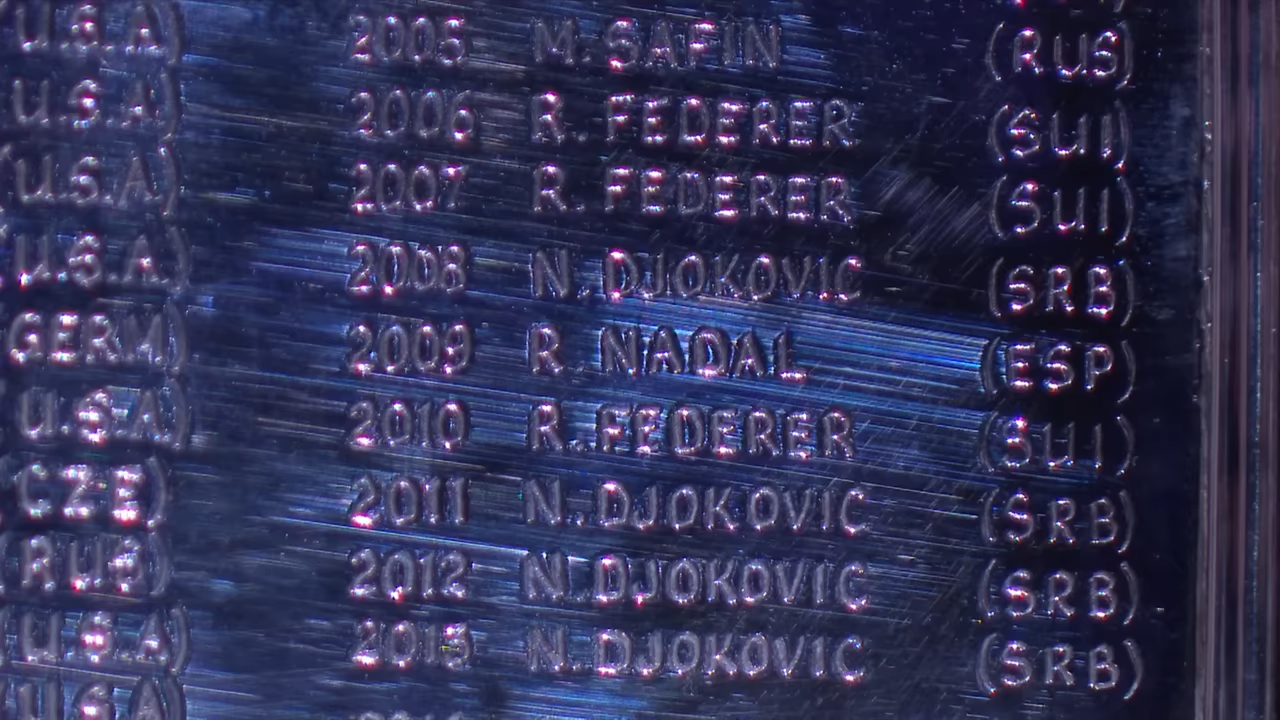 U.S.A) 2005 M. SAFIN (RUS)
U.S.A) 2006 R. FEDERER (SUI)
(U.S.A) 2007 R. FEDERER (SUI)
(U.S.A) 2008 N. DJOKOVIC (SRB)
GERM) 2009 R. NADAL (ESP)
U.S.A) 2010 R. FEDERER (SUI)
CZE) 2011 N. DJOKOVIC (SRB)
(RUS) 2012 N. DJOKOVIC (SRB)
(U.S.A) 2013 N. DJOKOVIC (SRB)
U.S.A)